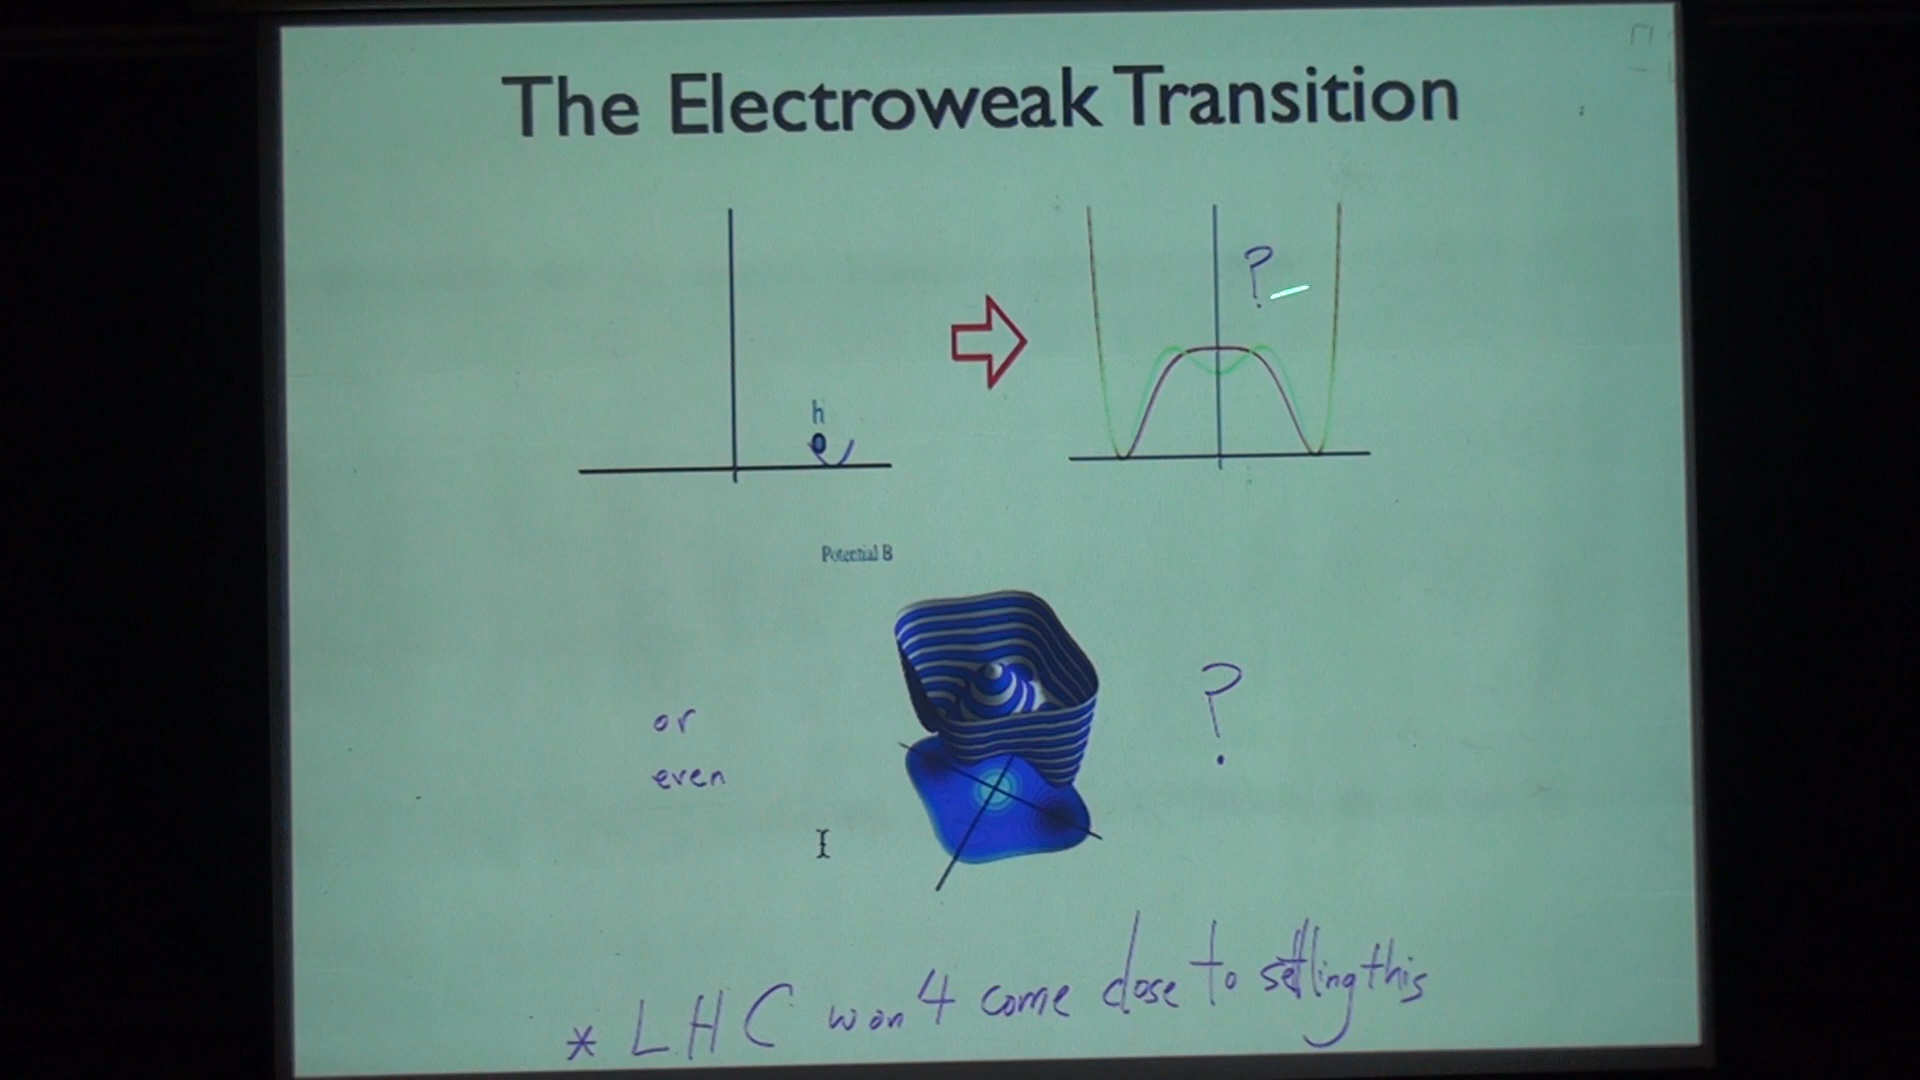 The Electroweak Transition
?
h
Potential B
or
even
?
* LHC won't come close to settling this